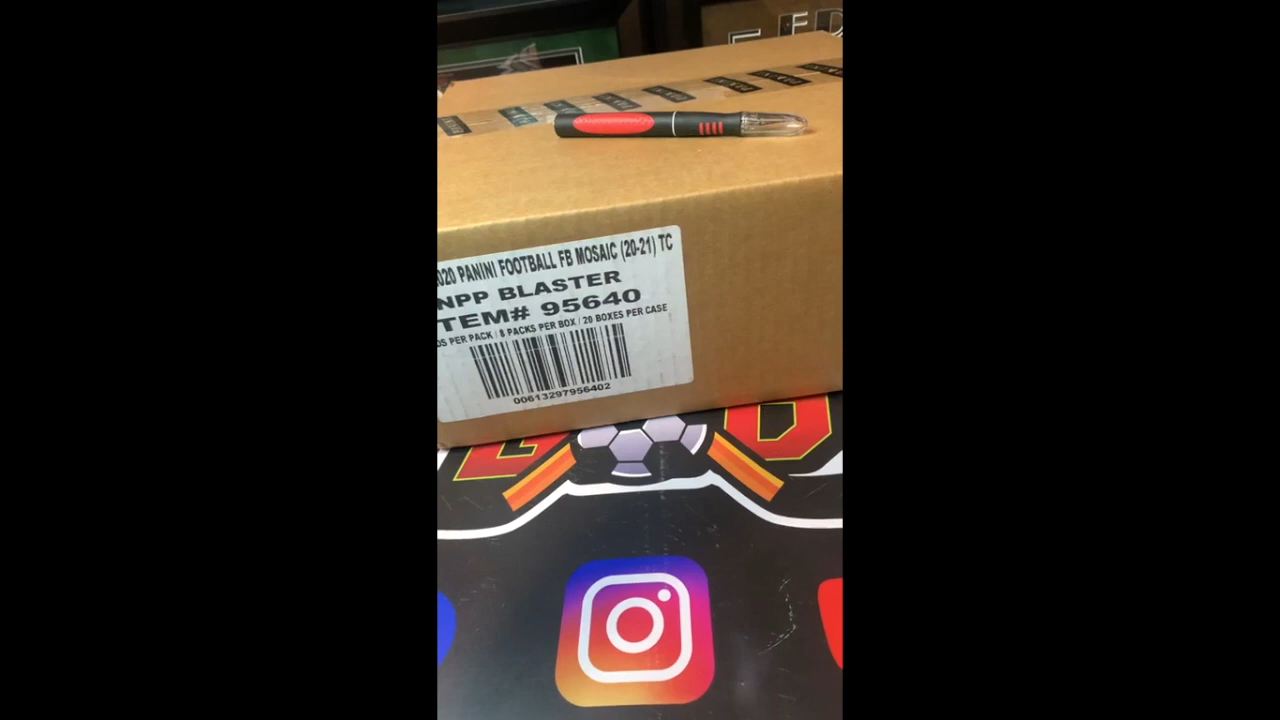 020 PANINI FOOTBALL FB MOSAIC (20-21) TC
NPP BLASTER
TEM# 95640
DS PER PACK / 8 PACKS PER BOX / 20 BOXES PER CASE
00613297956402